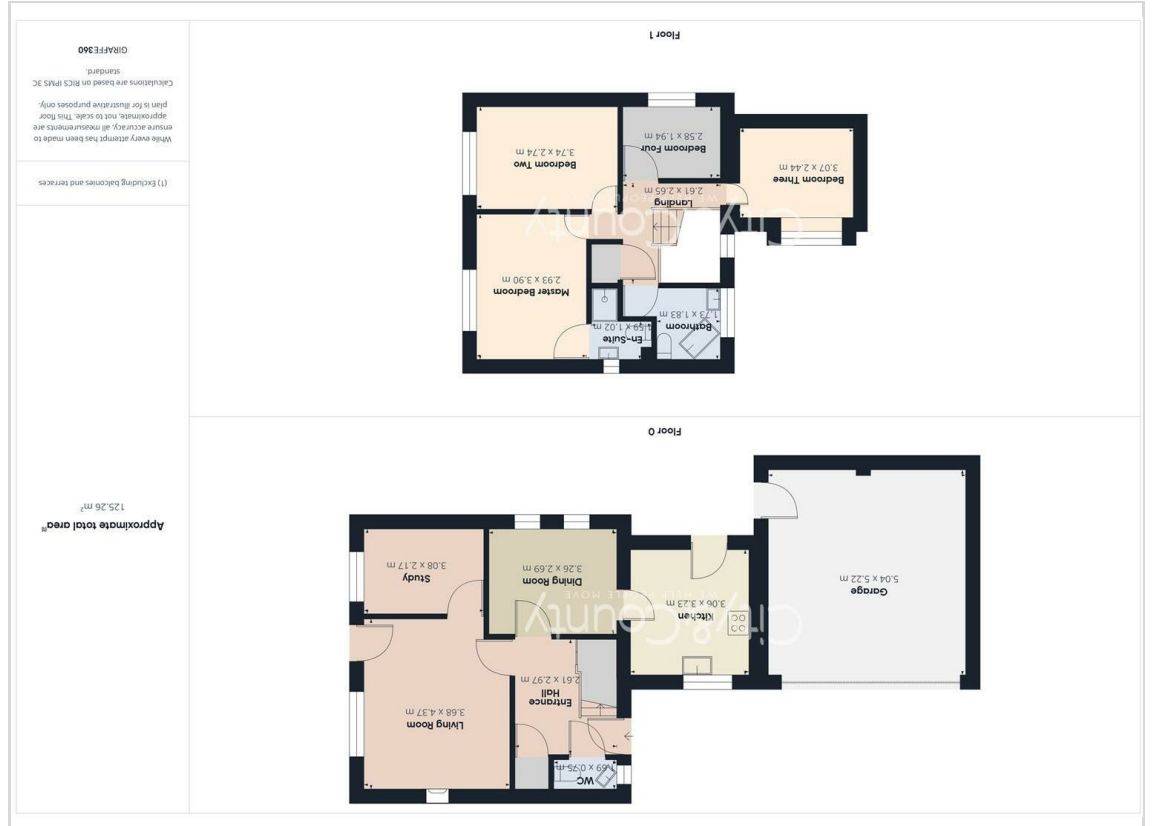 Floor 0
Garage
5.04 x 5.22 m
Kitchen
3.06 x 3.23 m
Dining Room
3.26 x 2.69 m
Study
3.08 x 2.17 m
Entrance
Hall
2.61 x 2.97 m
Living Room
3.68 x 4.37 m
WC
1.69 x 0.75 m
City & County
WE HELP PEOPLE MOVE
Approximate total area(1)
125.26 m²
Floor 1
Bathroom
1.73 x 1.83 m
En-Suite
1.59 x 1.02 m
Master Bedroom
2.93 x 3.90 m
Landing
2.61 x 2.65 m
Bedroom Three
3.07 x 2.44 m
Bedroom Four
2.58 x 1.94 m
Bedroom Two
3.74 x 2.74 m
City & County
(1) Excluding balconies and terraces
While every attempt has been made to
ensure accuracy, all measurements are
approximate, not to scale. This floor
plan is for illustrative purposes only.
Calculations are based on RICS IPMS 3C
standard.
GIRAFFE360